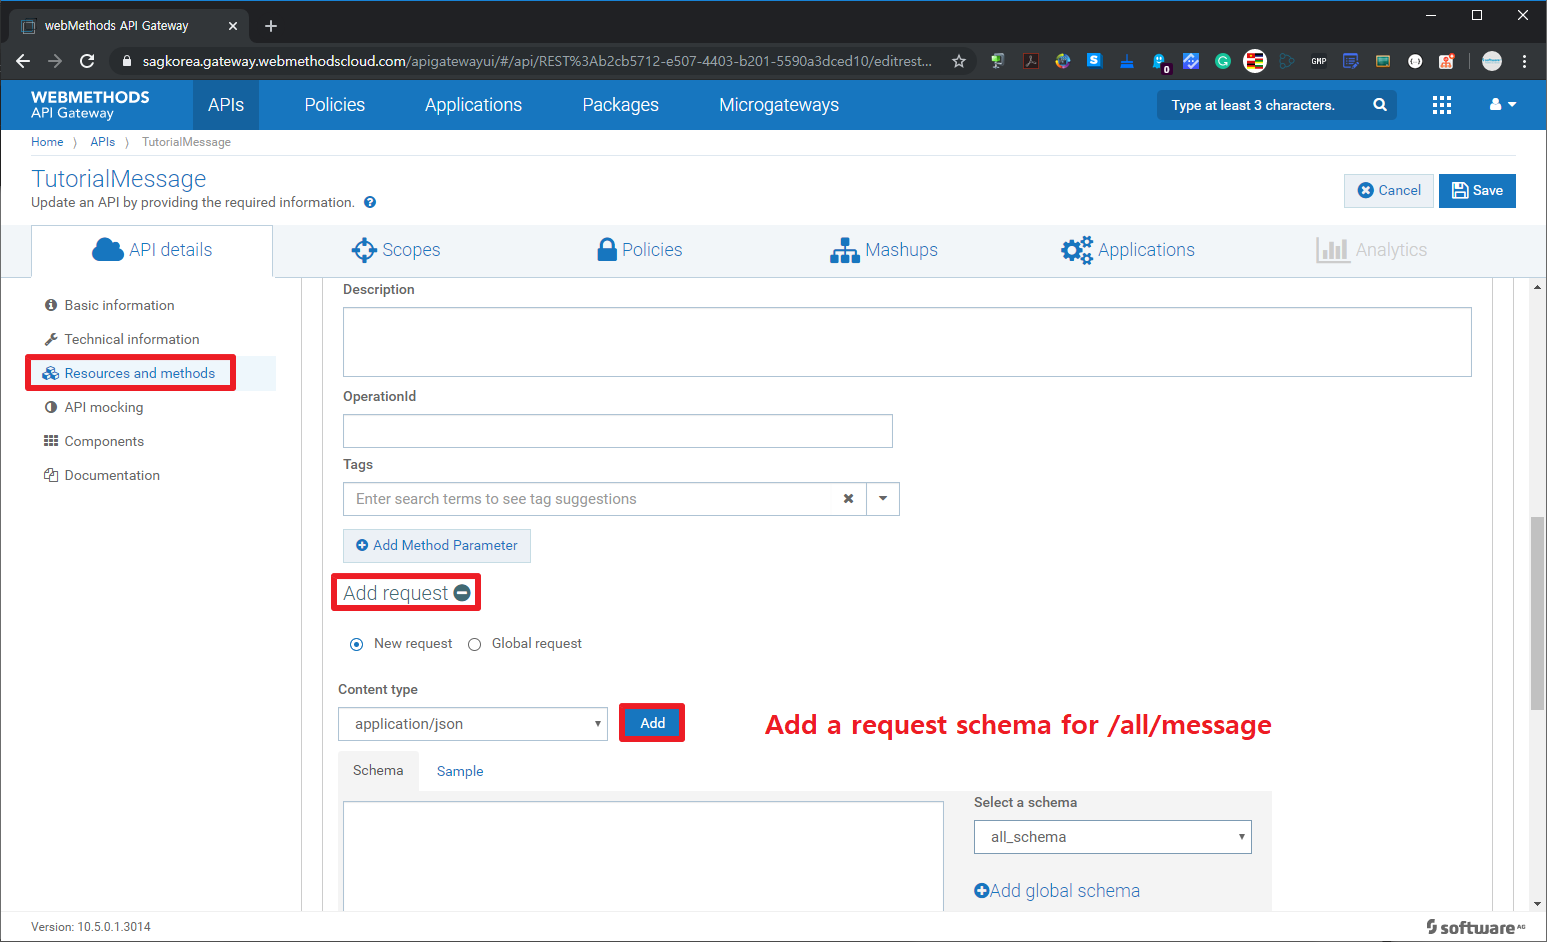 webMethods API Gateway
sagkorea.gateway.webmethodscloud.com/apigatewayui/#/api/REST%3Ab2cb5712-e507-4403-b201-5590a3dced10/editrest...
S
0
G
GMP
WEBMETHODS
API Gateway
APIs
Policies
Applications
Packages
Microgateways
Type at least 3 characters.
Home
APIs
TutorialMessage
TutorialMessage
Update an API by providing the required information.
Cancel
Save
API details
Scopes
Policies
Mashups
Applications
Analytics
Basic information
Technical information
Resources and methods
API mocking
Components
Documentation
Description
OperationId
Tags
Enter search terms to see tag suggestions
Add Method Parameter
Add request
New request
Global request
Content type
application/json
Add
Add a request schema for /all/message
Schema
Sample
Select a schema
all_schema
Add global schema
Version: 10.5.0.1.3014
software AG